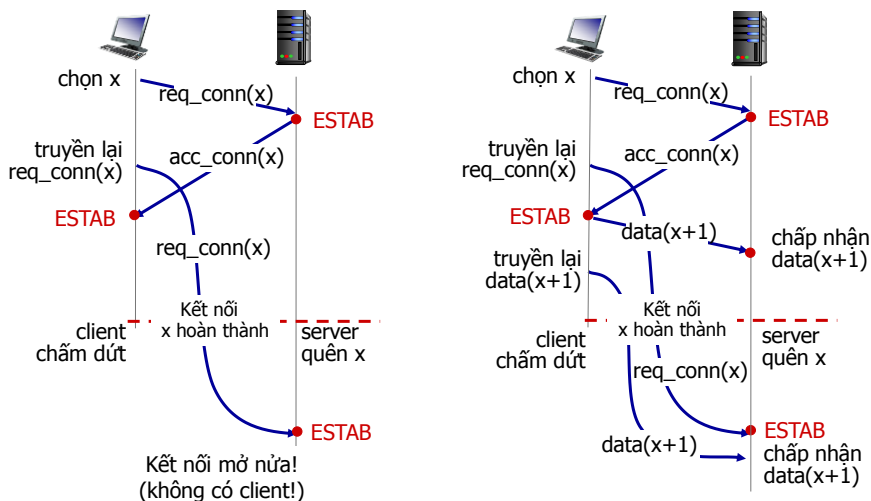 chọn x
req_conn(x)
ESTAB
acc_conn(x)
truyền lại
req_conn(x)
ESTAB
req_conn(x)
Kết nối
x hoàn thành
client
chấm dứt
server
quên x
ESTAB
Kết nối mở nửa!
(không có client!)
chọn x
req_conn(x)
ESTAB
acc_conn(x)
truyền lại
req_conn(x)
ESTAB
data(x+1)
chấp nhận
data(x+1)
truyền lại
data(x+1)
Kết nối
x hoàn thành
client
chấm dứt
server
quên x
req_conn(x)
ESTAB
data(x+1)
chấp nhận
data(x+1)